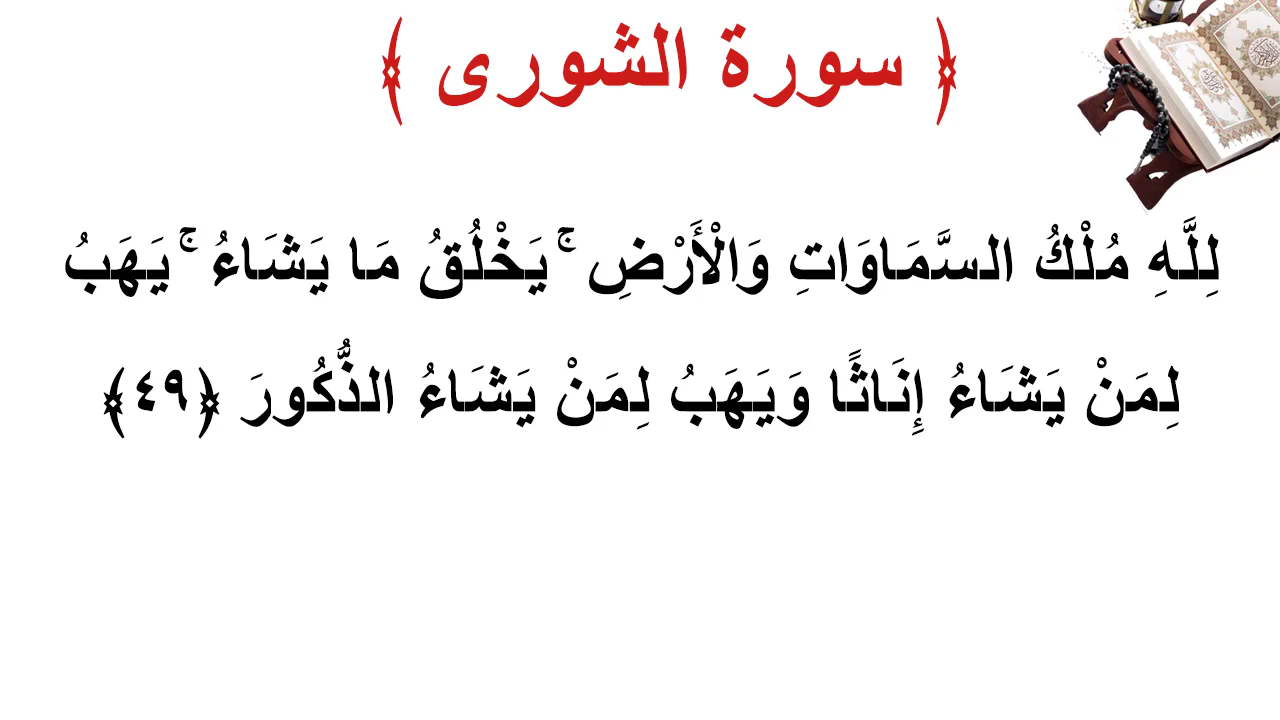 ﴿ سورة الشورى ﴾
لِلَّهِ مُلْكُ السَّمَاوَاتِ وَالْأَرْضِ ۚ يَخْلُقُ مَا يَشَاءُ ۚ يَهَبُ
لِمَنْ يَشَاءُ إِنَاثًا وَيَهَبُ لِمَنْ يَشَاءُ الذُّكُورَ ﴿٤٩﴾